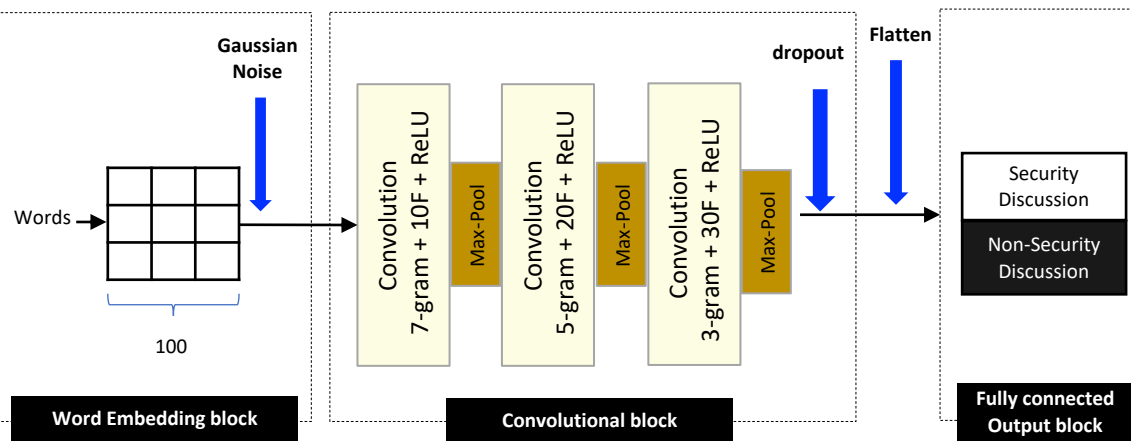 Gaussian
Noise
Words
100
Word Embedding block
Convolution
7-gram + 10F + ReLU
Max-Pool
Convolution
5-gram + 20F + ReLU
Max-Pool
Convolution
3-gram + 30F + ReLU
Max-Pool
Convolutional block
dropout
Flatten
Security
Discussion
Non-Security
Discussion
Fully connected
Output block